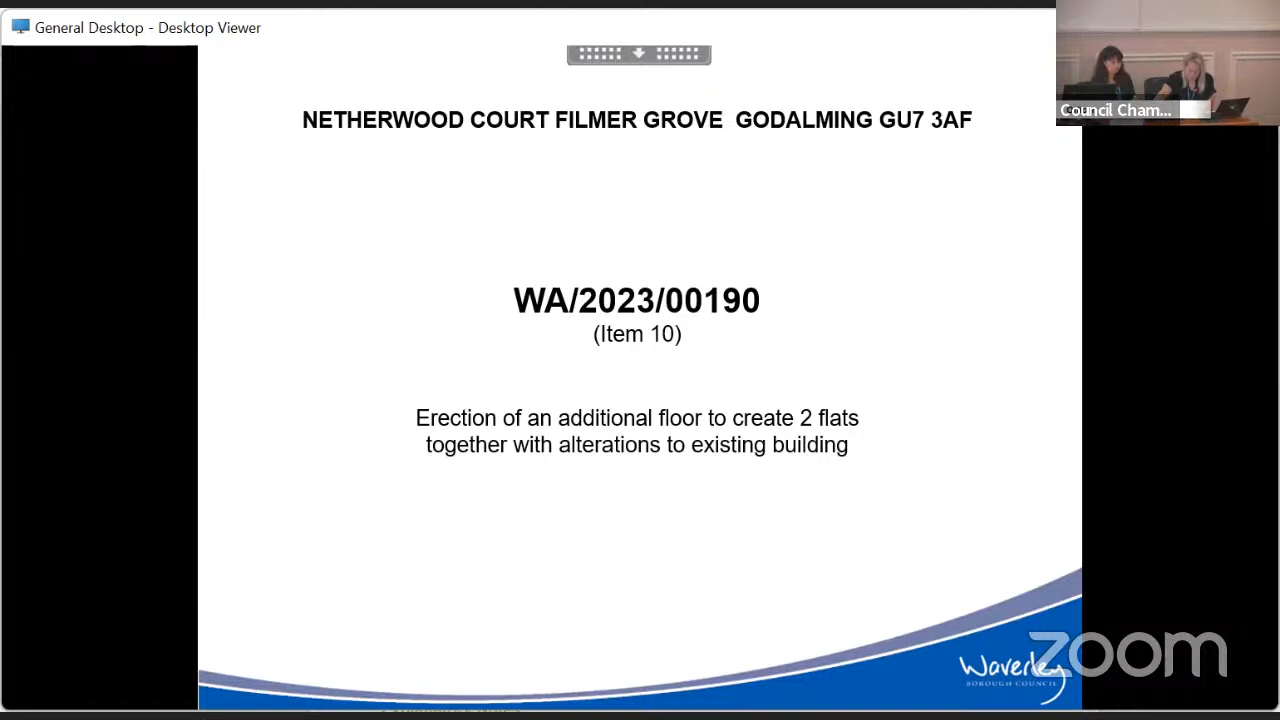 General Desktop - Desktop Viewer
Council Cham...
NETHERWOOD COURT FILMER GROVE GODALMING GU7 3AF
WA/2023/00190
(Item 10)
Erection of an additional floor to create 2 flats
together with alterations to existing building
zoom
Waverley
BOROUGH COUNCIL